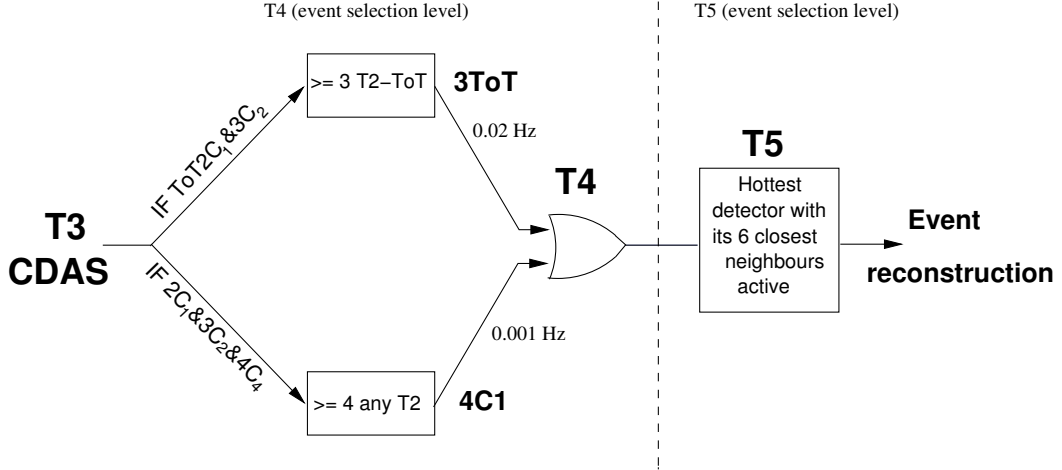 T4 (event selection level)
T5 (event selection level)
>= 3 T2−ToT
3ToT
0.02 Hz
IF ToT2C₁&3C₂
T3
CDAS
IF 2C₁&3C₂&4C₄
>= 4 any T2
4C1
0.001 Hz
T4
T5
Hottest
detector with
its 6 closest
neighbours
active
Event
reconstruction